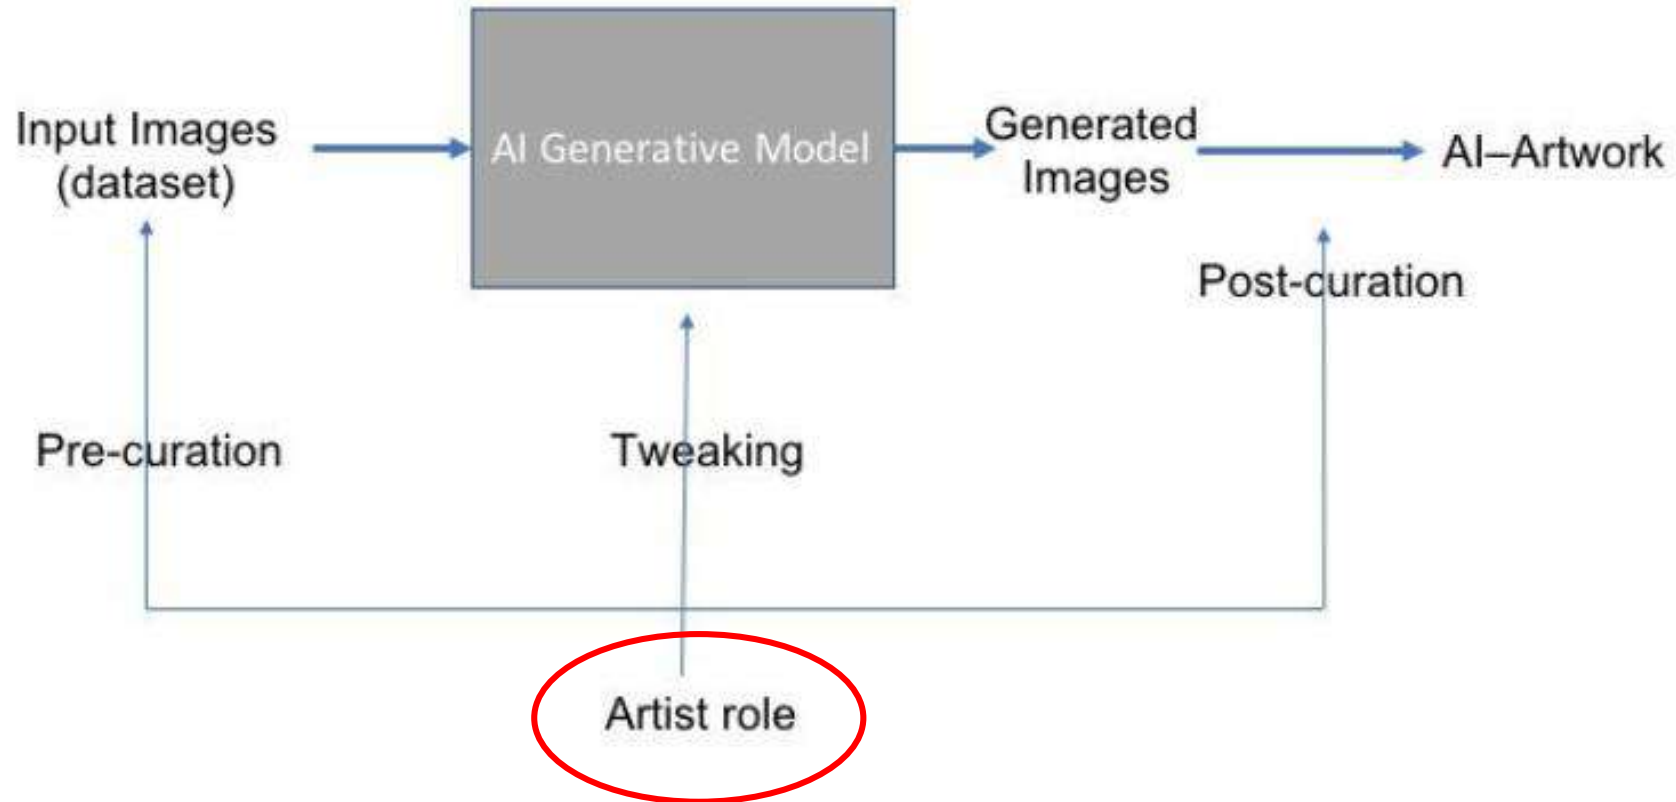 Input Images
(dataset)
AI Generative Model
Generated
Images
AI–Artwork
Post-curation
Pre-curation
Tweaking
Artist role